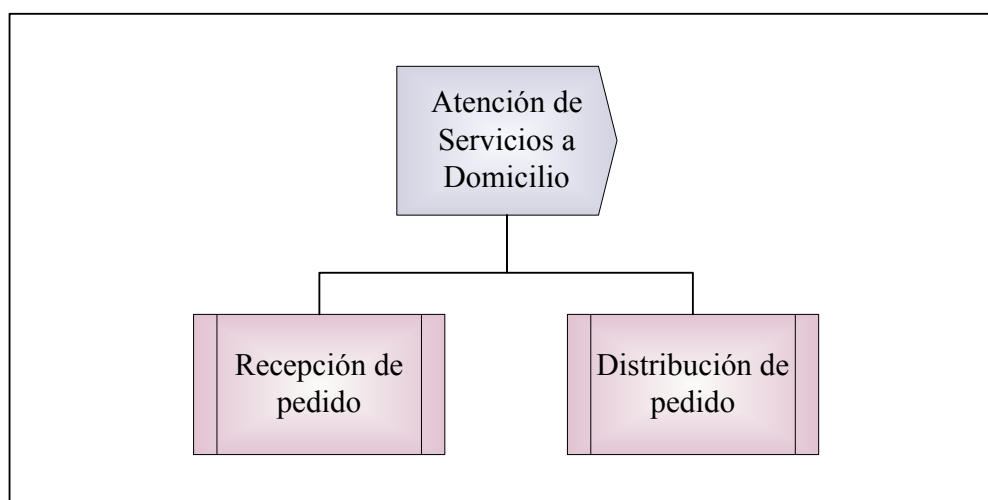 Atención de
Servicios a
Domicilio
Recepción de
pedido
Distribución de
pedido